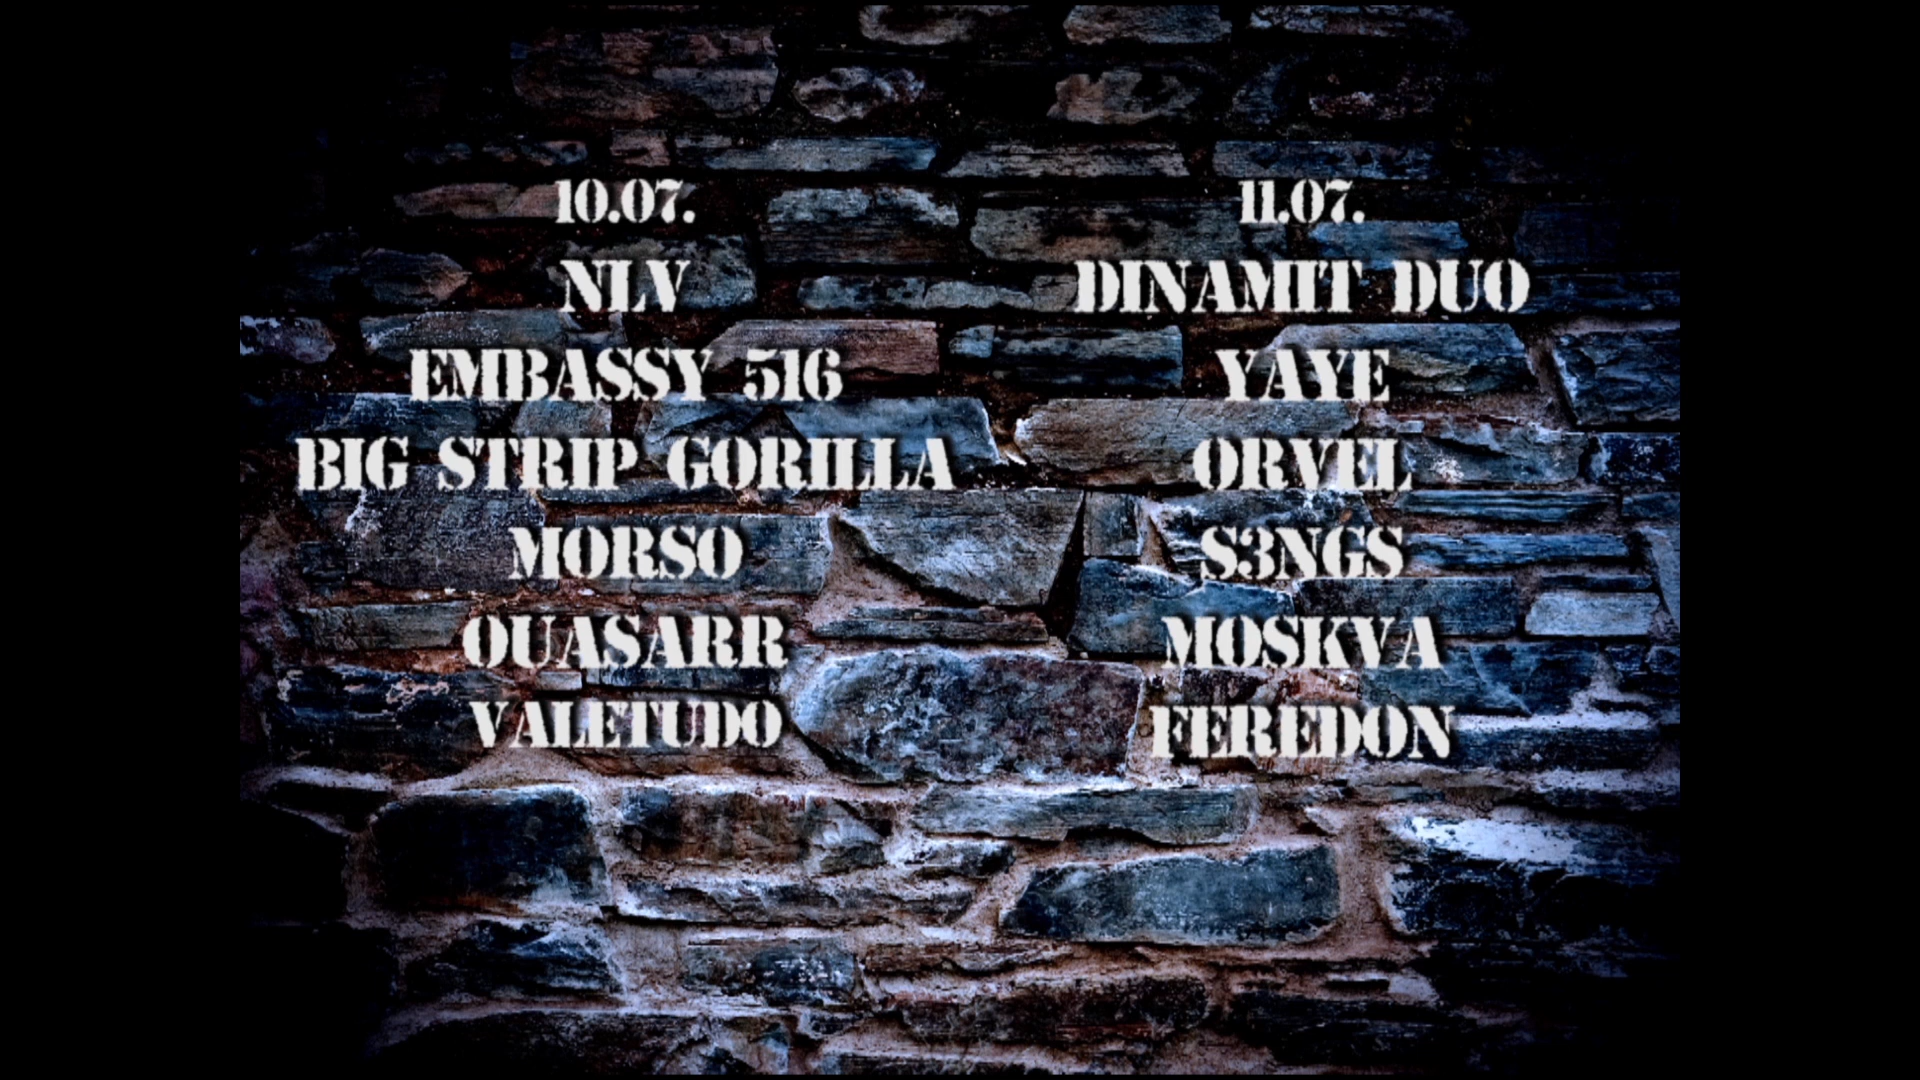 10.07.
NLV
EMBASSY 516
BIG STRIP GORILLA
MORSO
QUASARR
VALETUDO
11.07.
DINAMIT DUO
YAYE
ORVEL
S3NGS
MOSKVA
FEREDON